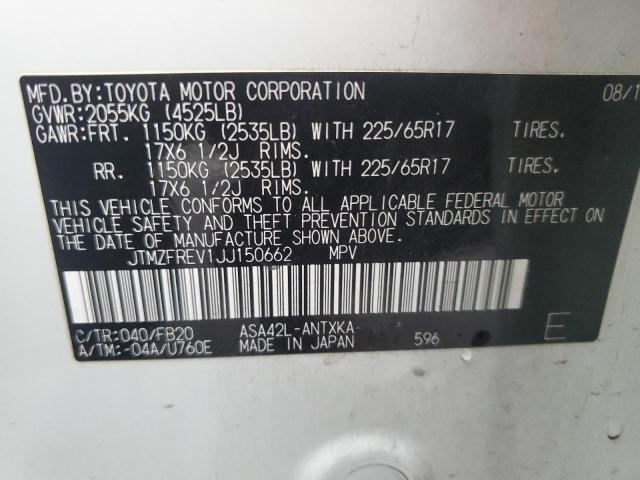 MFD.BY:TOYOTA MOTOR CORPORATION 08/1
GVWR:2055KG (4525LB)
GAWR:FRT. 1150KG (2535LB) WITH 225/65R17 TIRES.
17X6 1/2J RIMS.
RR. 1150KG (2535LB) WITH 225/65R17 TIRES.
17X6 1/2J RIMS.
THIS VEHICLE CONFORMS TO ALL APPLICABLE FEDERAL MOTOR
VEHICLE SAFETY AND THEFT PREVENTION STANDARDS IN EFFECT ON
THE DATE OF MANUFACTURE SHOWN ABOVE.
JTMZFREV1JJ150662 MPV
C/TR:040/FB20 ASA42L-ANTXKA
A/TM:-04A/U760E MADE IN JAPAN 596 E